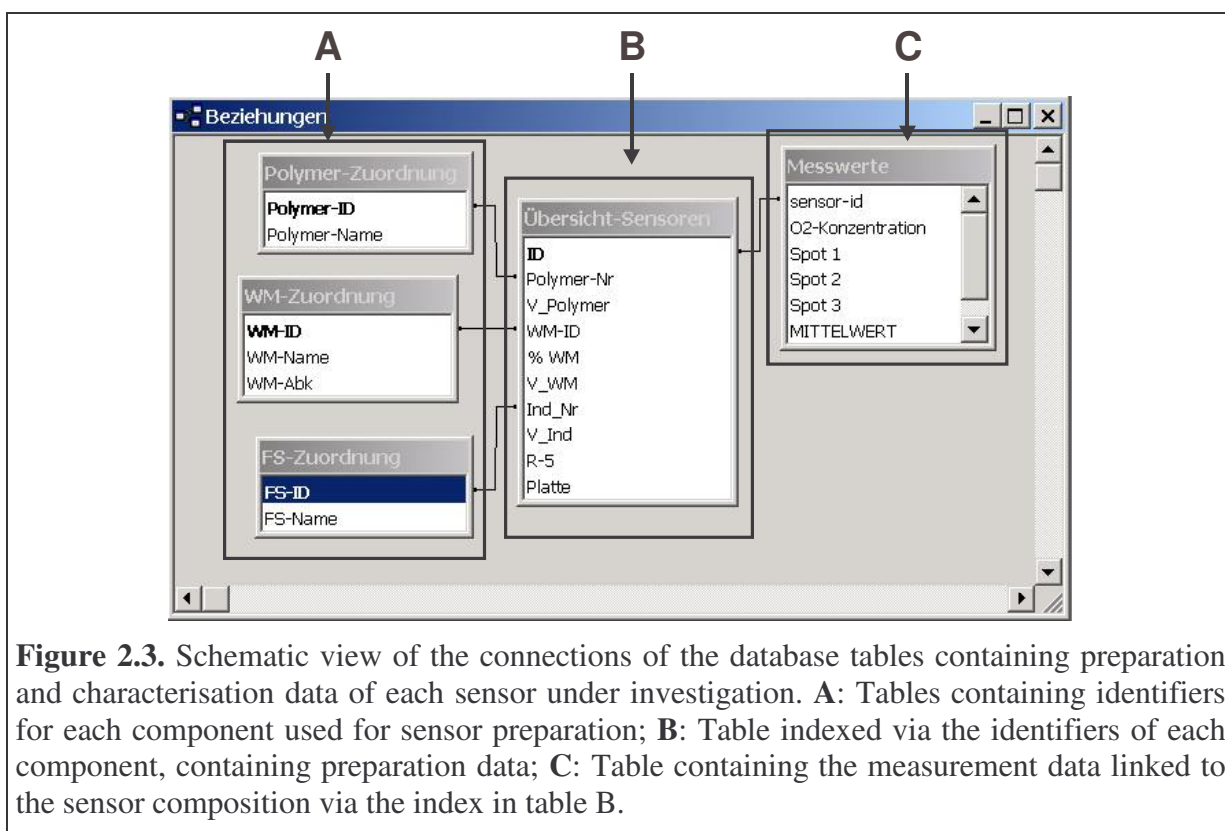 A
B
C
Beziehungen
Polymer-Zuordnung
Polymer-ID
Polymer-Name
WM-Zuordnung
WM-ID
WM-Name
WM-Abk
FS-Zuordnung
FS-ID
FS-Name
Übersicht-Sensoren
ID
Polymer-Nr
V_Polymer
WM-ID
% WM
V_WM
Ind_Nr
V_Ind
R-5
Platte
Messwerte
sensor-id
O2-Konzentration
Spot 1
Spot 2
Spot 3
MITTELWERT
Figure 2.3. Schematic view of the connections of the database tables containing preparation
and characterisation data of each sensor under investigation. A: Tables containing identifiers
for each component used for sensor preparation; B: Table indexed via the identifiers of each
component, containing preparation data; C: Table containing the measurement data linked to
the sensor composition via the index in table B.